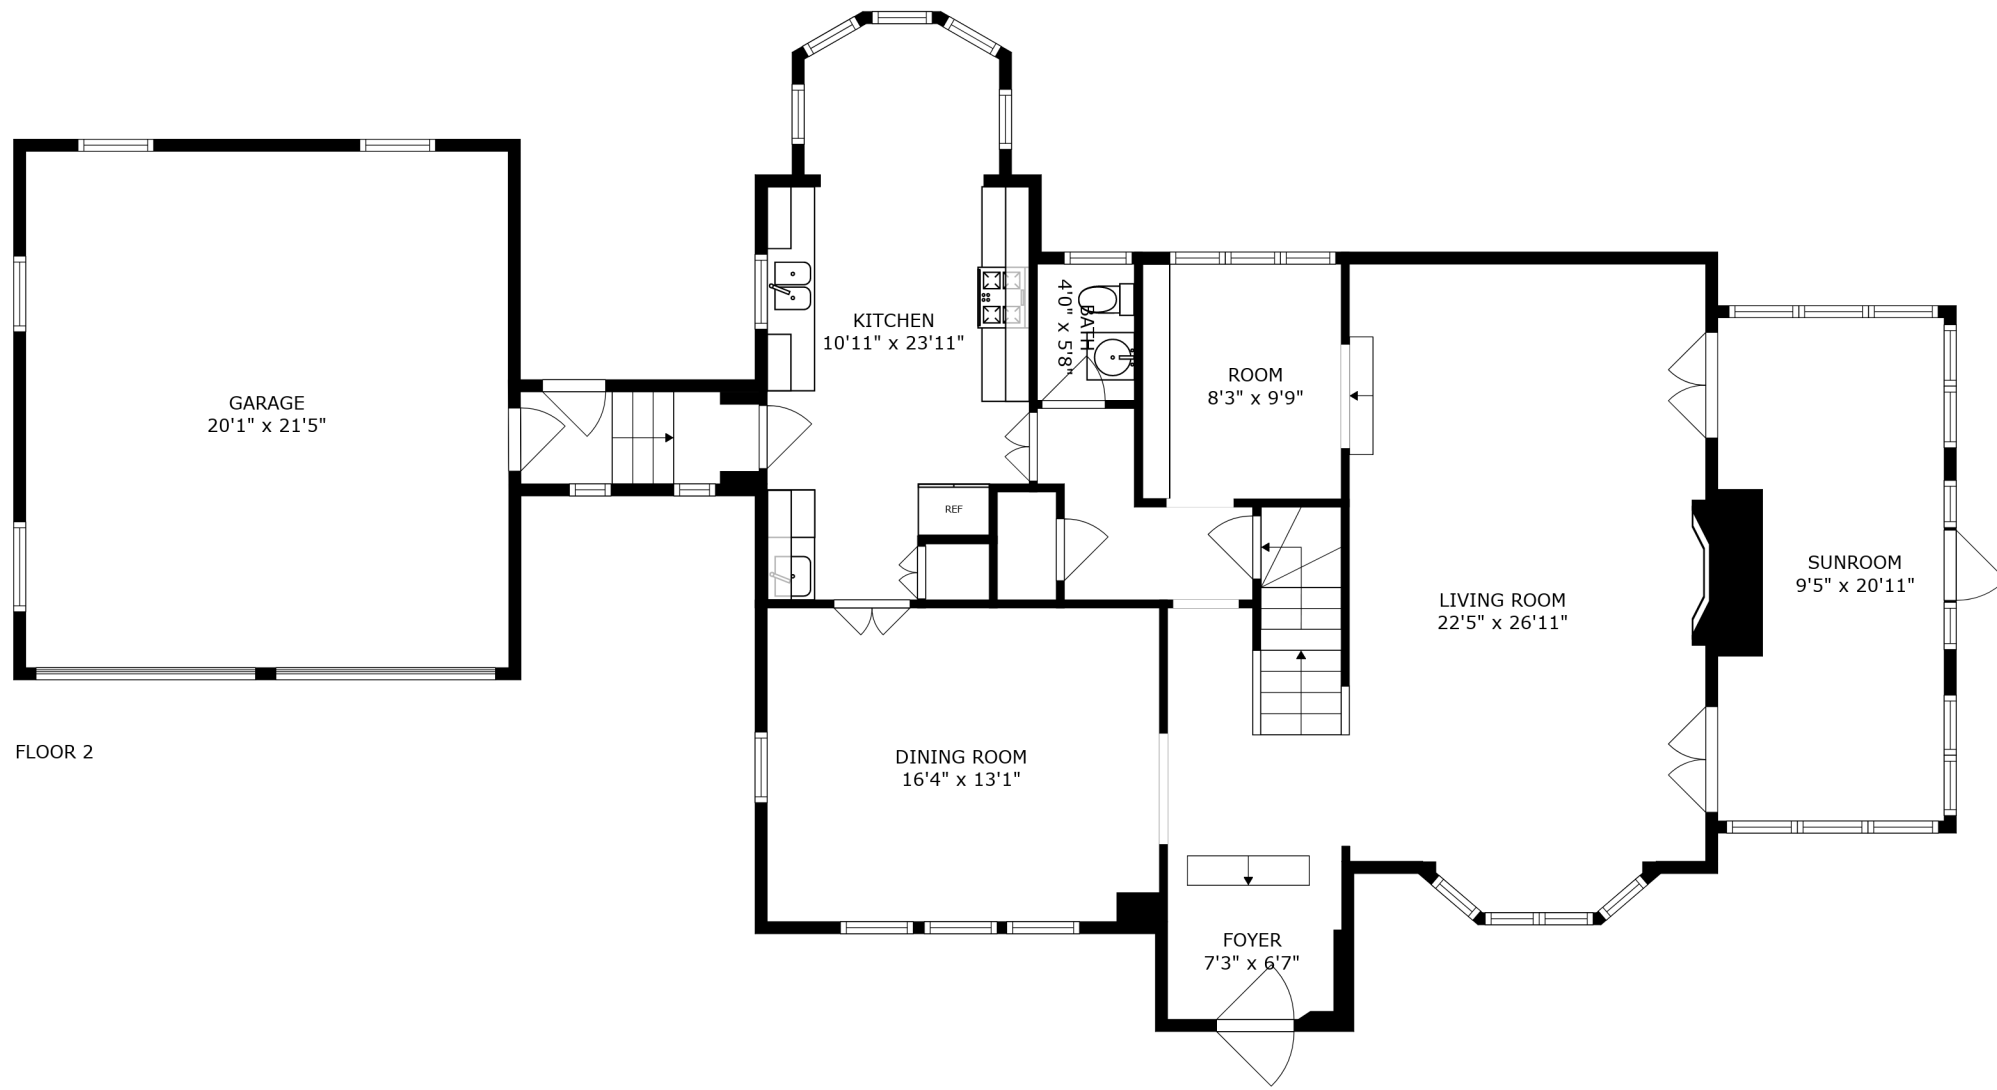 KITCHEN
10'11" x 23'11"
BATH
4'0" x 5'8"
ROOM
8'3" x 9'9"
GARAGE
20'1" x 21'5"
REF
SUNROOM
9'5" x 20'11"
LIVING ROOM
22'5" x 26'11"
FLOOR 2
DINING ROOM
16'4" x 13'1"
FOYER
7'3" x 6'7"